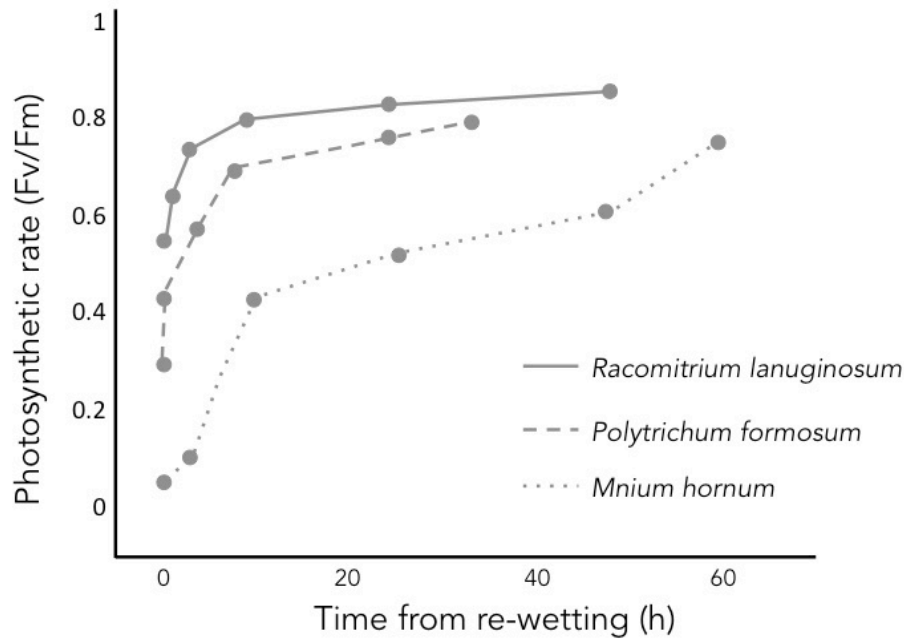 Photosynthetic rate (Fv/Fm)
1
0.8
0.6
0.4
0.2
0
Racomitrium lanuginosum
Polytrichum formosum
Mnium hornum
0 20 40 60
Time from re-wetting (h)